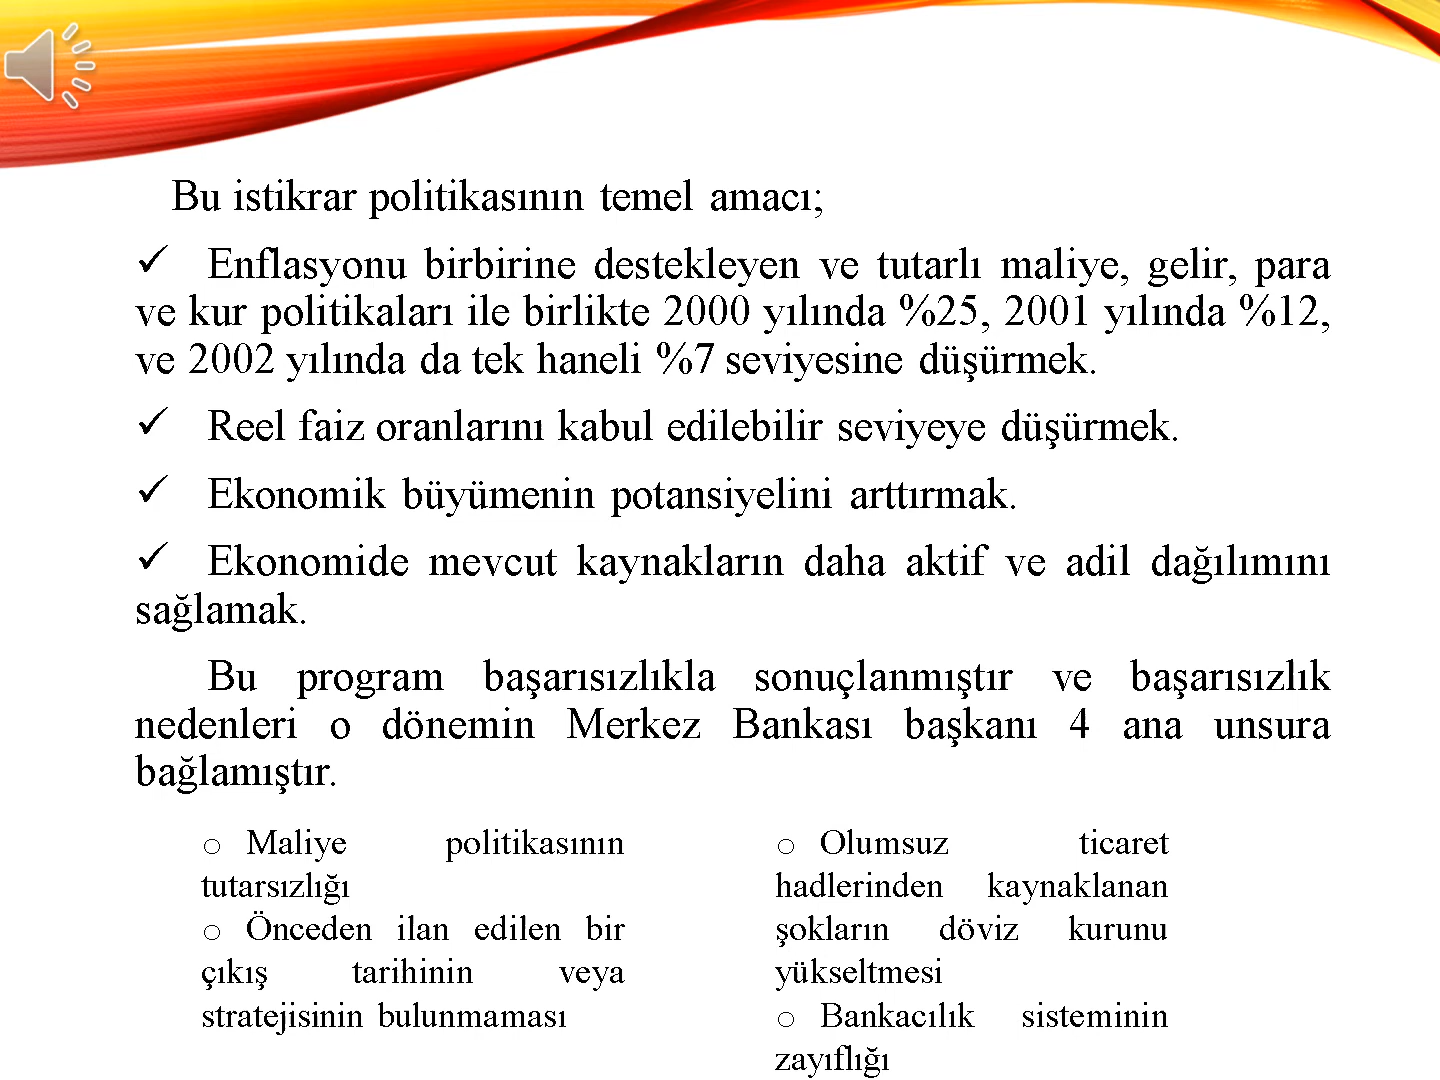 Bu istikrar politikasının temel amacı;
✓ Enflasyonu birbirine destekleyen ve tutarlı maliye, gelir, para
ve kur politikaları ile birlikte 2000 yılında %25, 2001 yılında %12,
ve 2002 yılında da tek haneli %7 seviyesine düşürmek.
✓ Reel faiz oranlarını kabul edilebilir seviyeye düşürmek.
✓ Ekonomik büyümenin potansiyelini arttırmak.
✓ Ekonomide mevcut kaynakların daha aktif ve adil dağılımını
sağlamak.
Bu program başarısızlıkla sonuçlanmıştır ve başarısızlık
nedenleri o dönemin Merkez Bankası başkanı 4 ana unsura
bağlamıştır.
o Maliye politikasının
tutarsızlığı
o Önceden ilan edilen bir
çıkış tarihinin veya
stratejisinin bulunmaması
o Olumsuz ticaret
hadlerinden kaynaklanan
şokların döviz kurunu
yükseltmesi
o Bankacılık sisteminin
zayıflığı